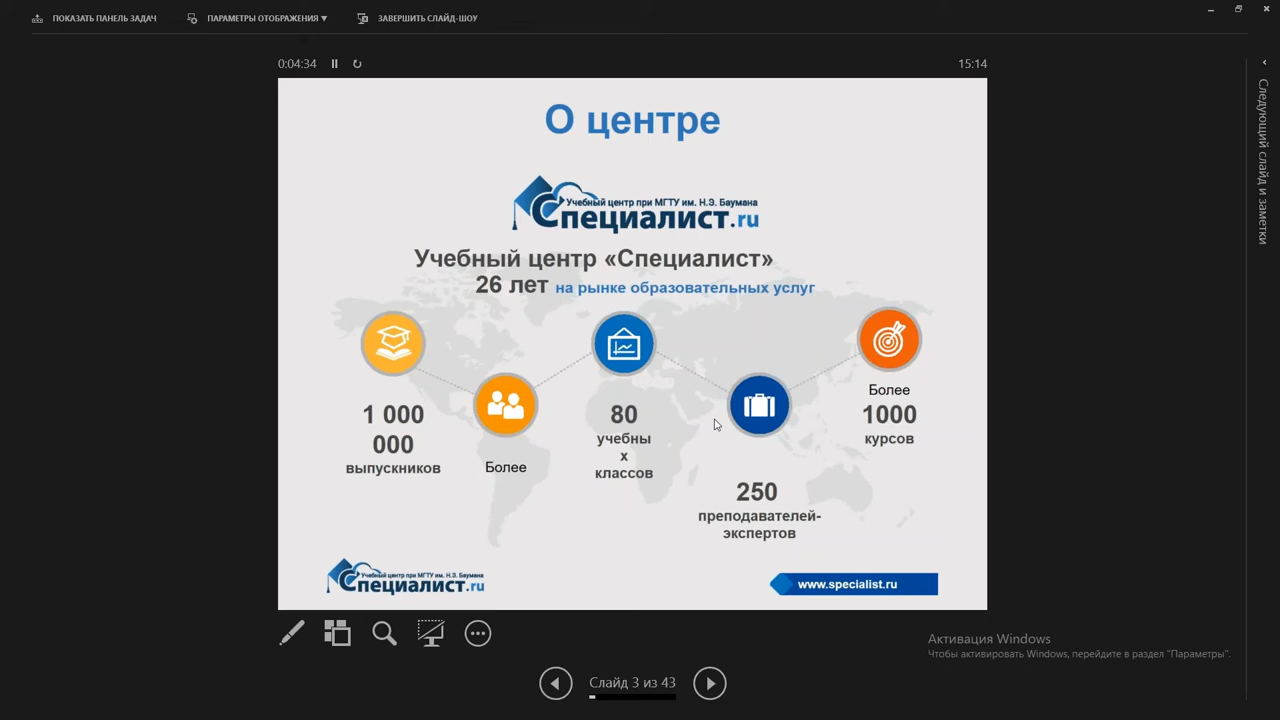 ПОКАЗАТЬ ПАНЕЛЬ ЗАДАЧ
ПАРАМЕТРЫ ОТОБРАЖЕНИЯ ▾
ЗАВЕРШИТЬ СЛАЙД-ШОУ
0:04:34
15:14
О центре
Учебный центр при МГТУ им. Н.Э. Баумана
Специалист.ru
Учебный центр «Специалист»
26 лет на рынке образовательных услуг
1 000
000
выпускников
Более
80
учебны
х
классов
250
преподавателей-
экспертов
Более
1000
курсов
Учебный центр при МГТУ им. Н.Э. Баумана
Специалист.ru
www.specialist.ru
Следующий слайд и заметки
Активация Windows
Чтобы активировать Windows, перейдите в раздел "Параметры".
Слайд 3 из 43